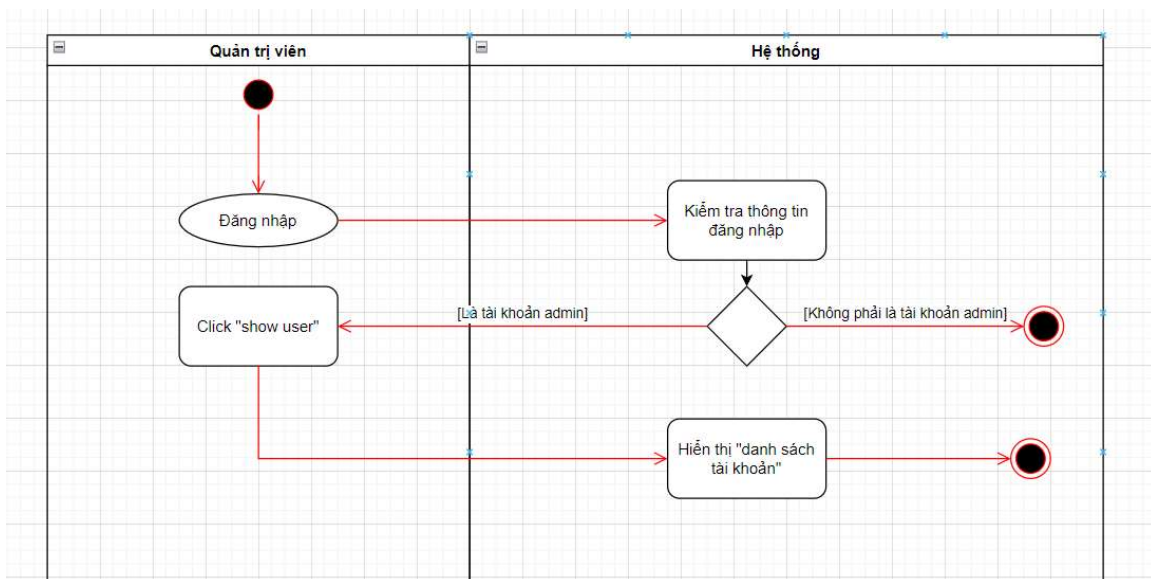 Quản trị viên
Hệ thống
Đăng nhập
Kiểm tra thông tin
đăng nhập
Click "show user"
[Là tài khoản admin]
[Không phải là tài khoản admin]
Hiển thị "danh sách
tài khoản"